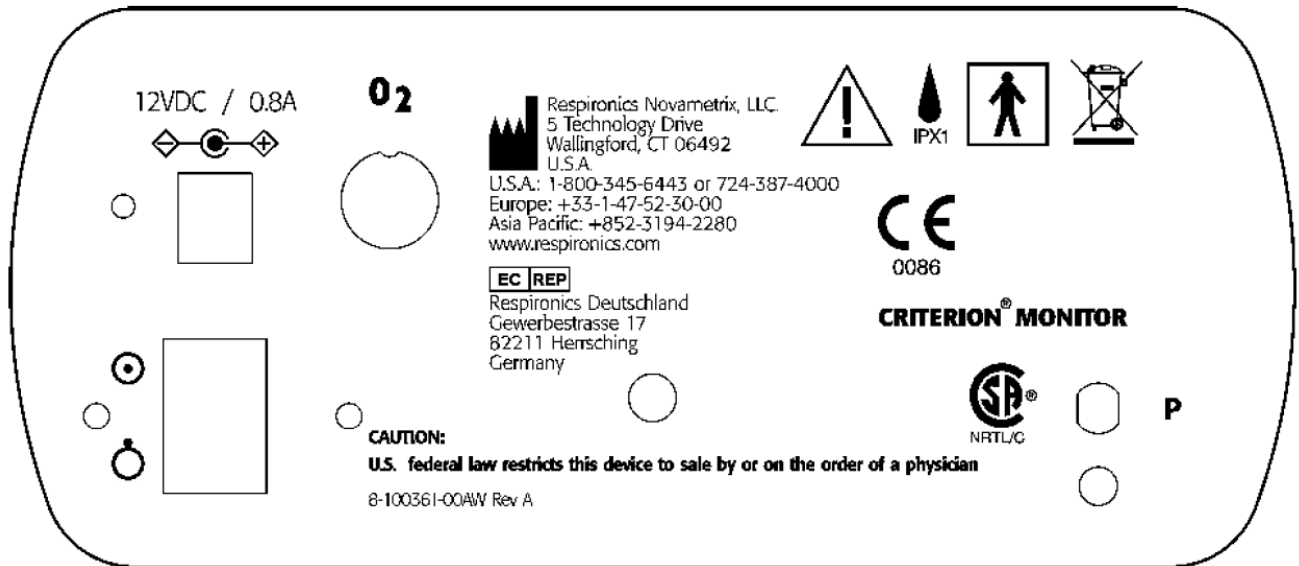 12VDC / 0.8A
O2
Respironics Novametrix, LLC.
5 Technology Drive
Wallingford, CT 06492
U.S.A.
U.S.A.: 1-800-345-6443 or 724-387-4000
Europe: +33-1-47-52-30-00
Asia Pacific: +852-3194-2280
www.respironics.com
EC REP
Respironics Deutschland
Gewerbestrasse 17
82211 Herrsching
Germany
IPX1
CE
0086
CRITERION® MONITOR
SA®
NRTL/C
P
CAUTION:
U.S. federal law restricts this device to sale by or on the order of a physician
8-100361-00AW Rev A